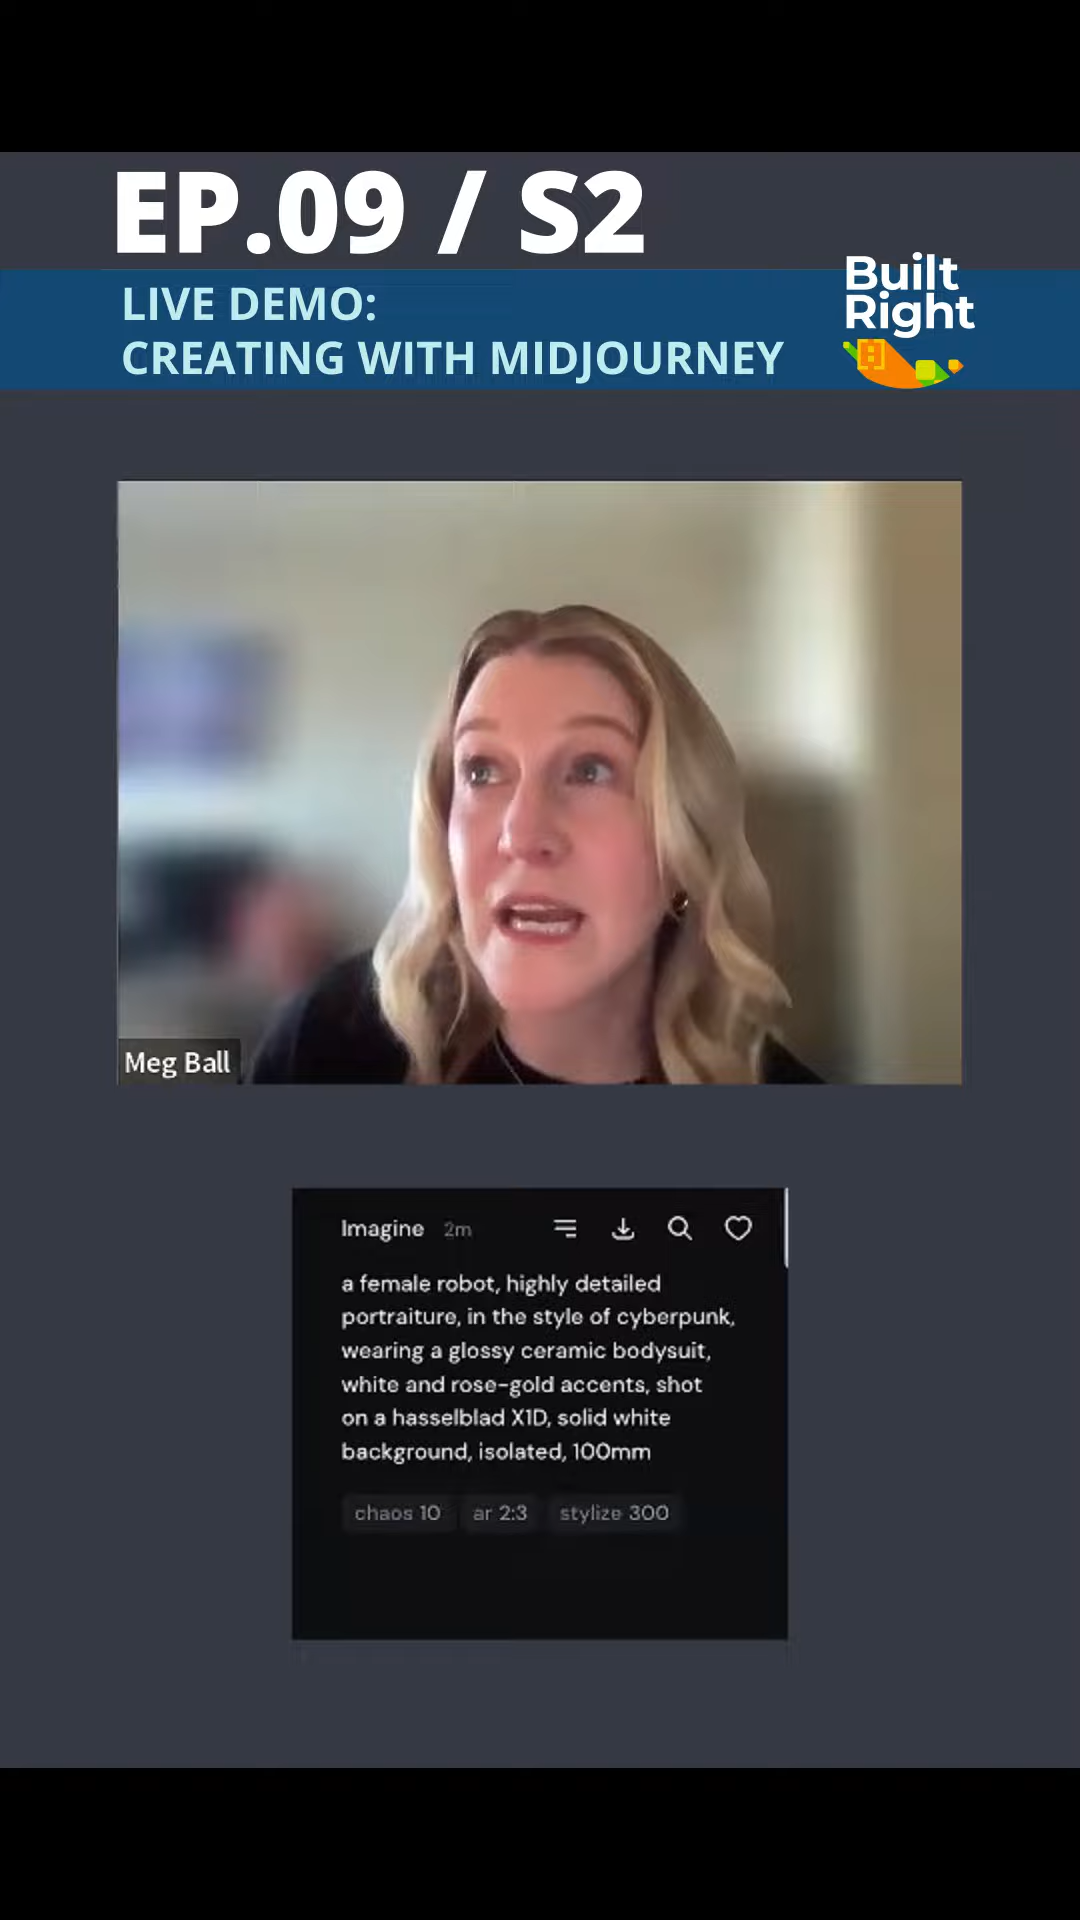 EP.09 / S2
LIVE DEMO:
CREATING WITH MIDJOURNEY
Built
Right
Meg Ball
Imagine 2m
a female robot, highly detailed
portraiture, in the style of cyberpunk,
wearing a glossy ceramic bodysuit,
white and rose-gold accents, shot
on a hasselblad X1D, solid white
background, isolated, 100mm
chaos 10 ar 2:3 stylize 300